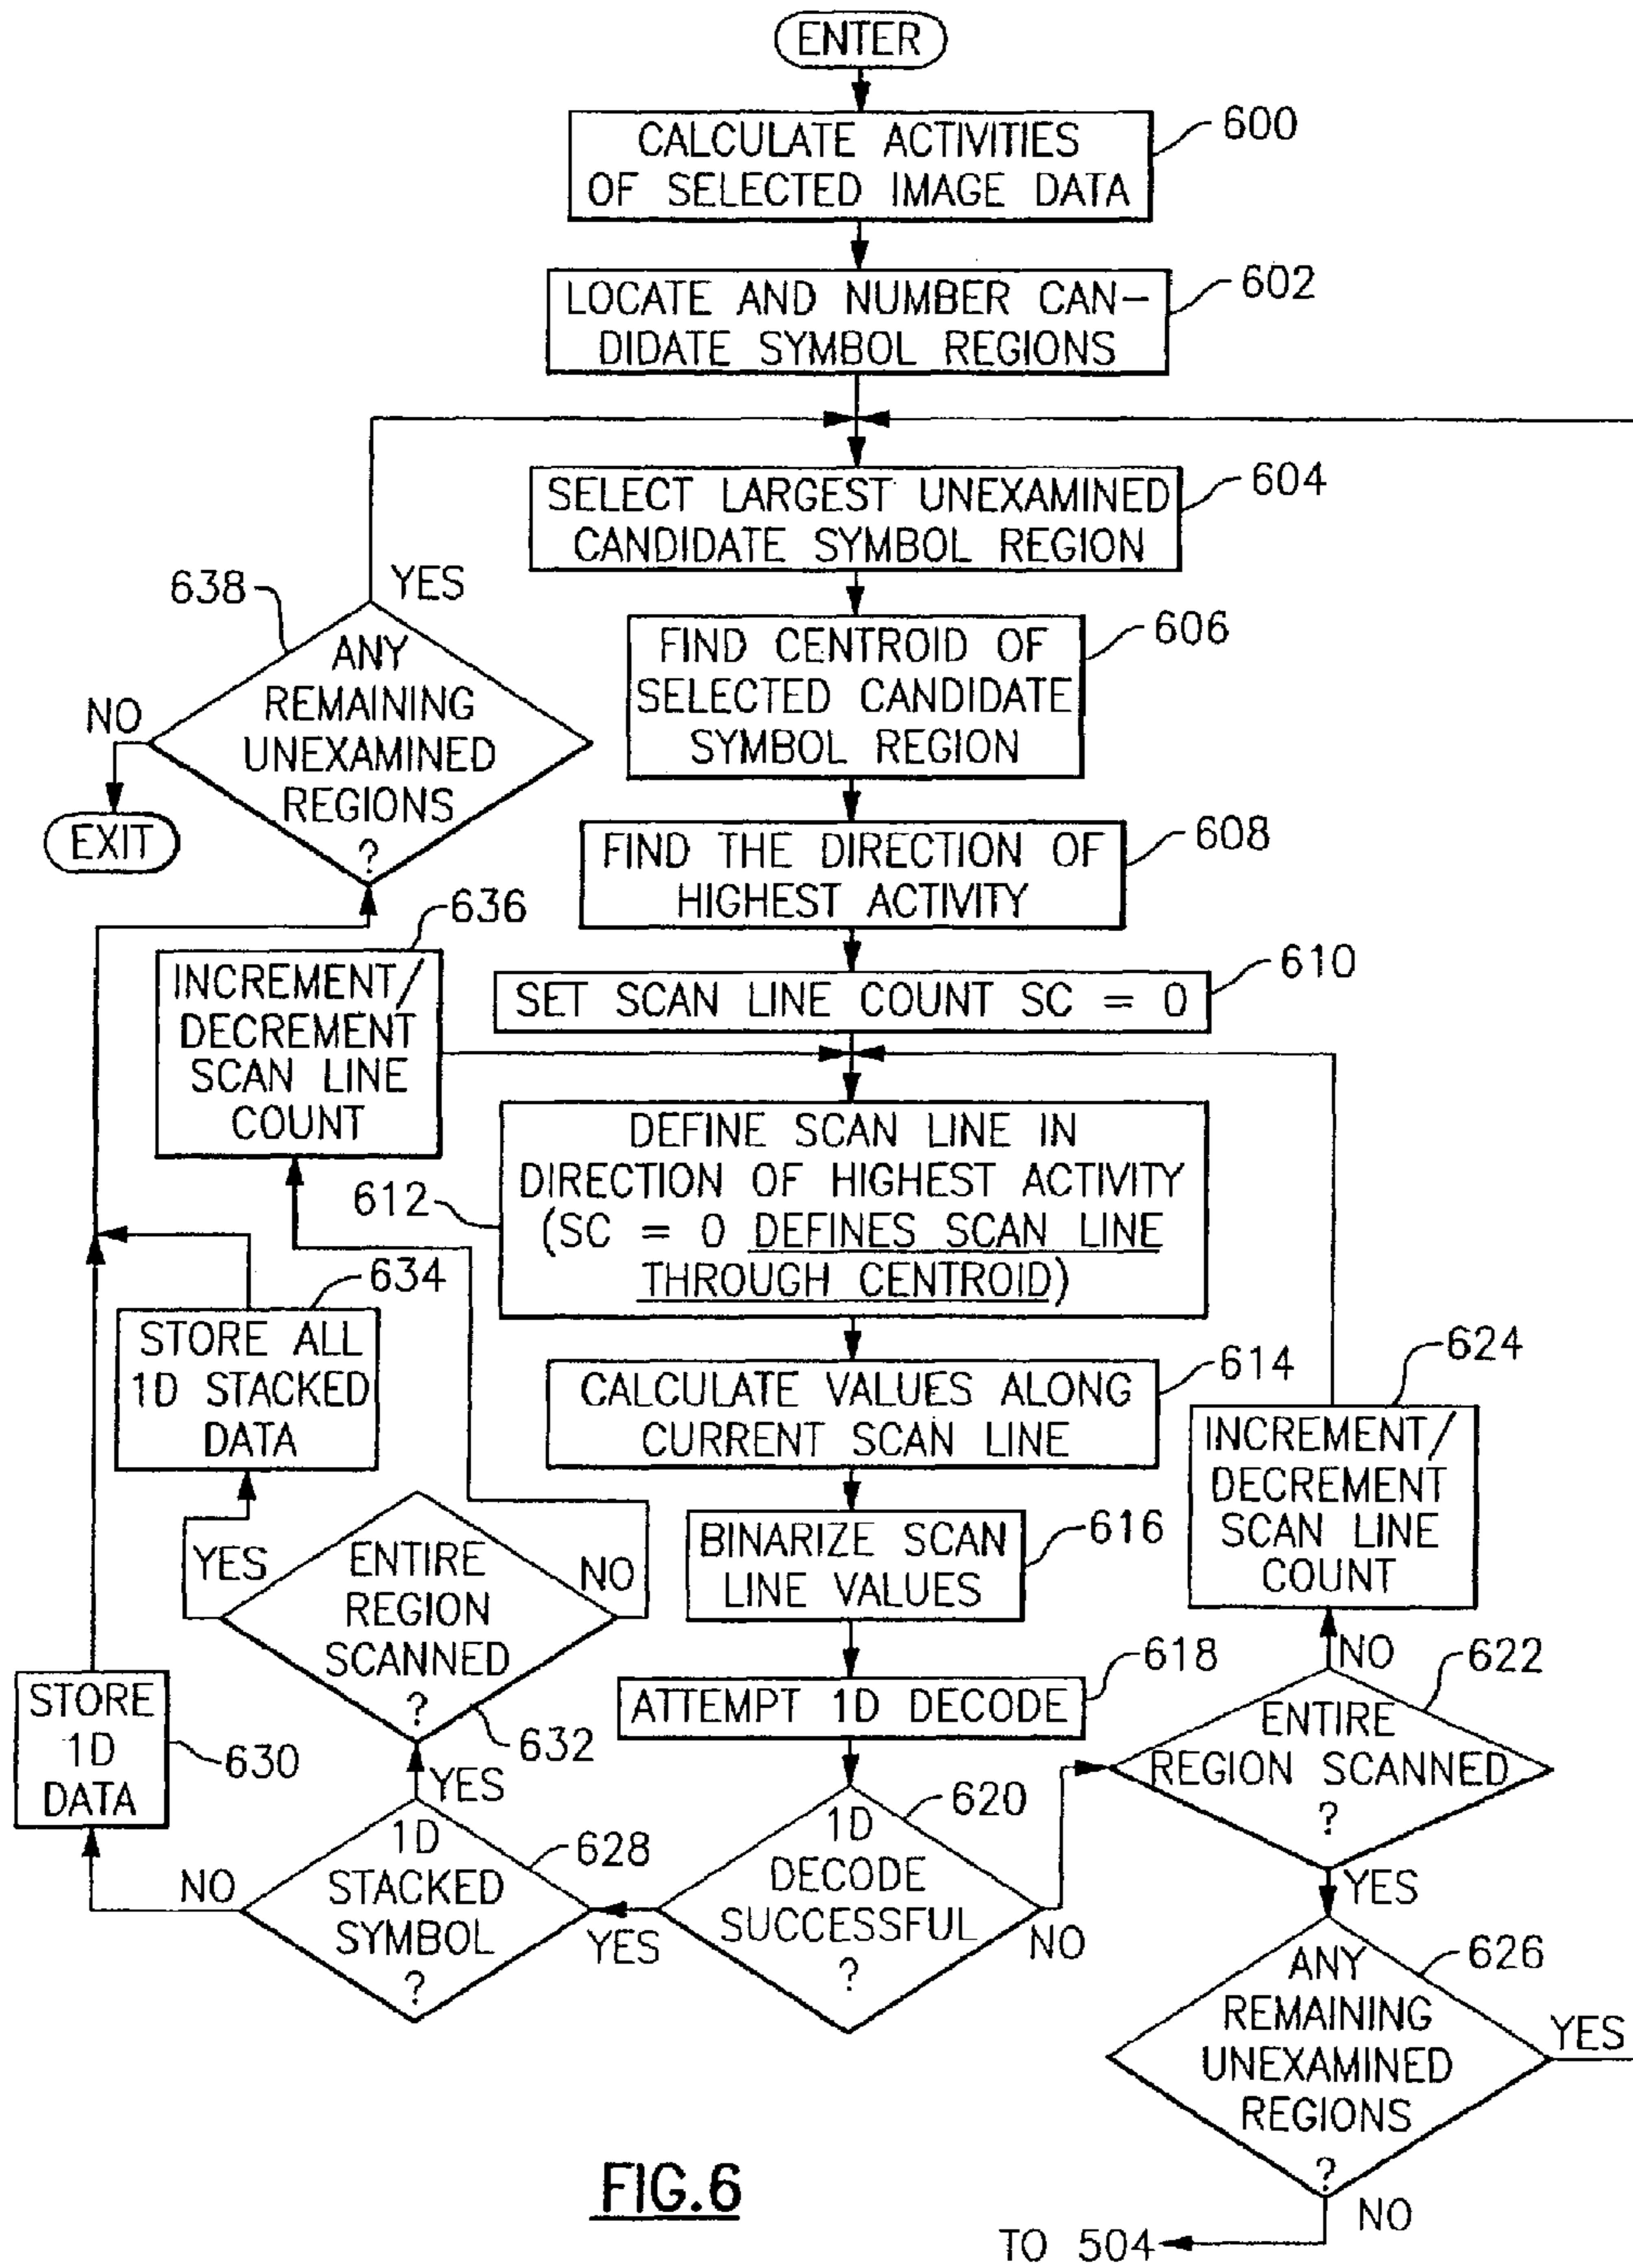 ENTER
CALCULATE ACTIVITIES
OF SELECTED IMAGE DATA
600
LOCATE AND NUMBER CAN-
DIDATE SYMBOL REGIONS
602
SELECT LARGEST UNEXAMINED
CANDIDATE SYMBOL REGION
604
638
YES
ANY
REMAINING
UNEXAMINED
REGIONS
?
NO
EXIT
FIND CENTROID OF
SELECTED CANDIDATE
SYMBOL REGION
606
FIND THE DIRECTION OF
HIGHEST ACTIVITY
608
636
INCREMENT/
DECREMENT
SCAN LINE
COUNT
SET SCAN LINE COUNT SC = 0
610
612
DEFINE SCAN LINE IN
DIRECTION OF HIGHEST ACTIVITY
(SC = 0 DEFINES SCAN LINE
THROUGH CENTROID)
634
STORE ALL
1D STACKED
DATA
CALCULATE VALUES ALONG
CURRENT SCAN LINE
614
624
INCREMENT/
DECREMENT
SCAN LINE
COUNT
BINARIZE SCAN
LINE VALUES
616
YES
ENTIRE
REGION
SCANNED
?
NO
632
ATTEMPT 1D DECODE
618
NO
622
ENTIRE
REGION SCANNED
?
YES
STORE
1D
DATA
630
YES
1D
STACKED
SYMBOL
?
628
NO
YES
1D
DECODE
SUCCESSFUL
?
620
NO
ANY
REMAINING
UNEXAMINED
REGIONS
?
626
YES
NO
TO 504
FIG.6